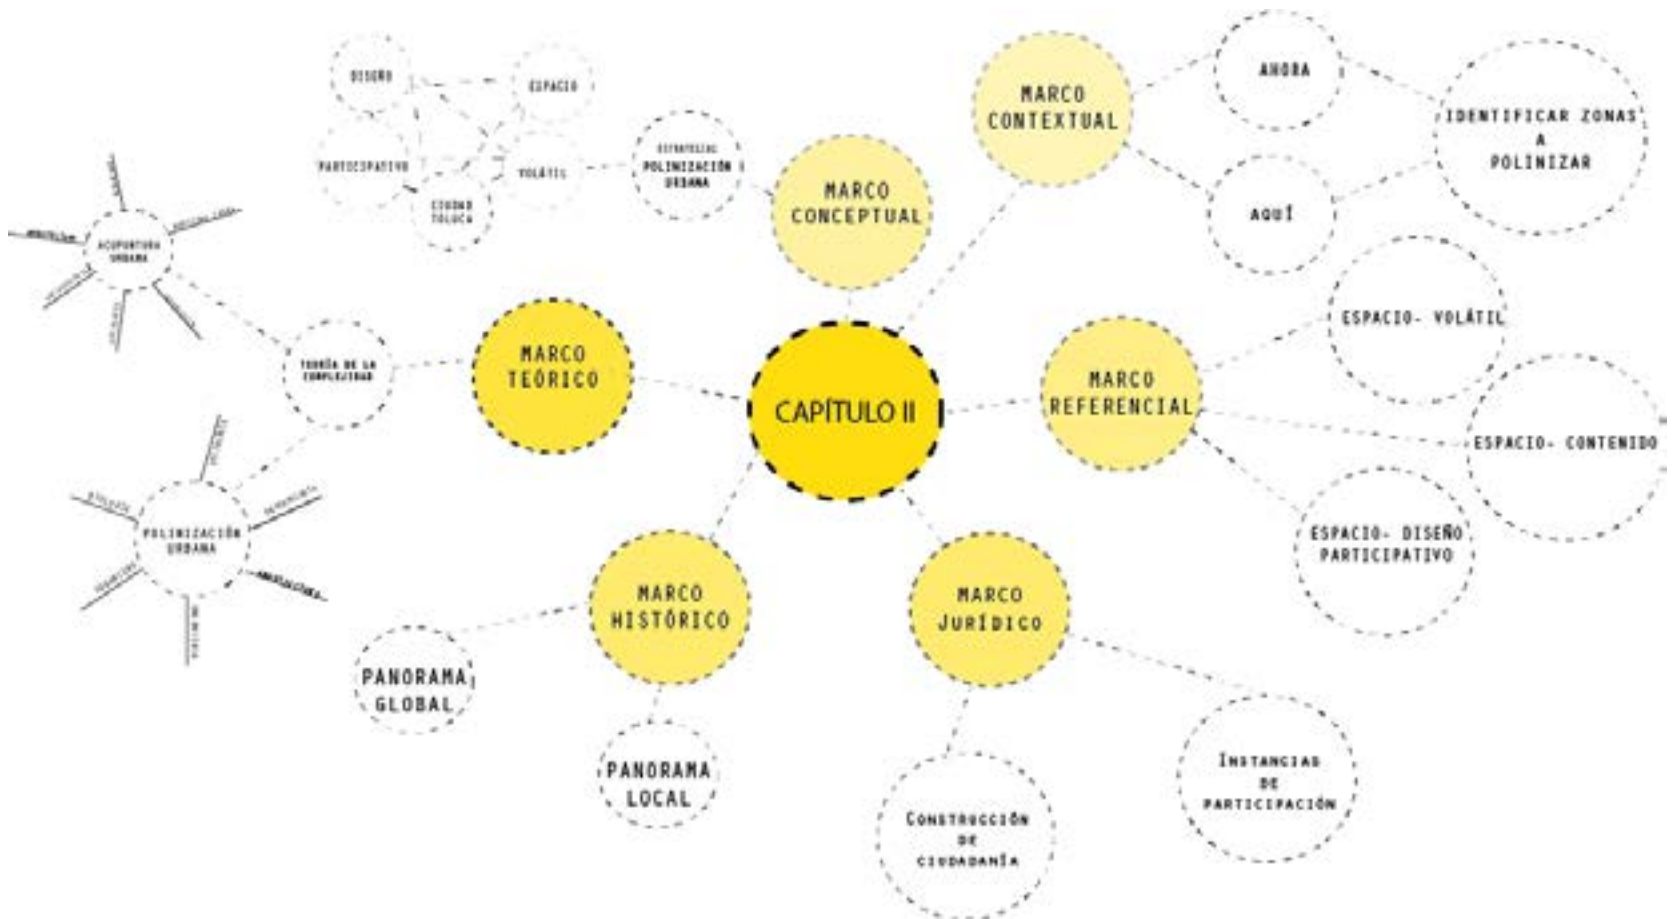 DISEÑO
ESPACIO
PARTICIPATIVO
VOLÁTIL
CIUDAD
TOLUCA
ESTRATEGIA:
POLINIZACIÓN
URBANA
MARCO
CONCEPTUAL
MARCO
CONTEXTUAL
AHORA
AQUÍ
IDENTIFICAR ZONAS
A
POLINIZAR
ACUPUNTURA
URBANA
TEORÍA DE LA
COMPLEJIDAD
MARCO
TEÓRICO
CAPÍTULO II
MARCO
REFERENCIAL
ESPACIO- VOLÁTIL
ESPACIO- CONTENIDO
ESPACIO- DISEÑO
PARTICIPATIVO
POLINIZACIÓN
URBANA
MARCO
HISTÓRICO
PANORAMA
GLOBAL
PANORAMA
LOCAL
MARCO
JURÍDICO
CONSTRUCCIÓN
DE
CIUDADANÍA
INSTANCIAS
DE
PARTICIPACIÓN